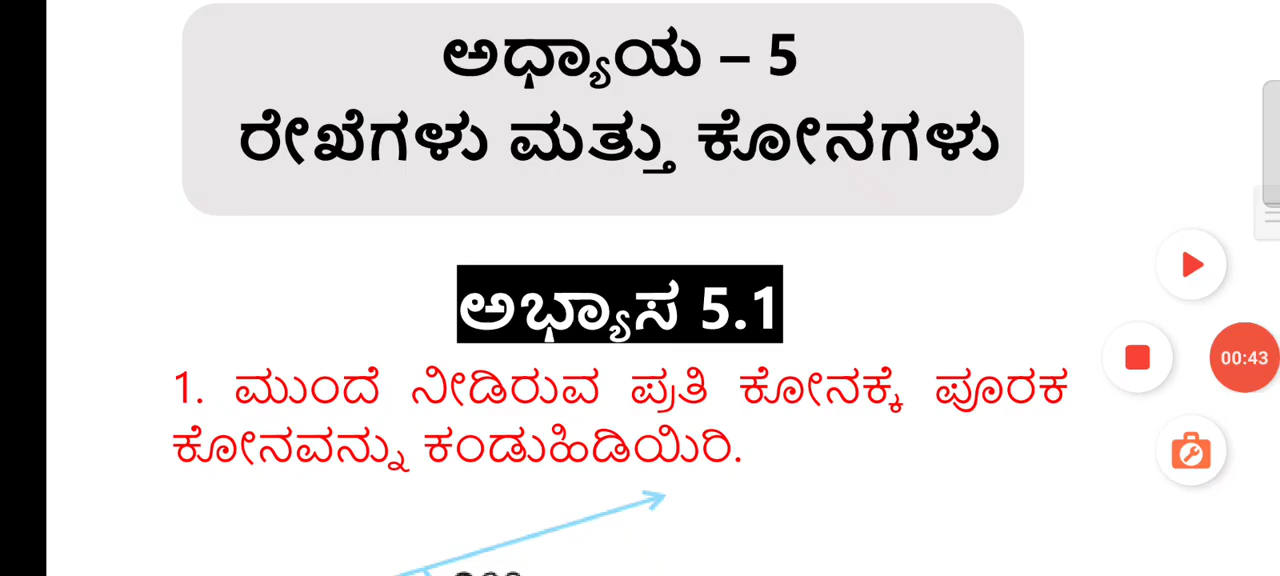 ಅಧ್ಯಾಯ – 5
ರೇಖೆಗಳು ಮತ್ತು ಕೋನಗಳು
ಅಭ್ಯಾಸ 5.1
1. ಮುಂದೆ ನೀಡಿರುವ ಪ್ರತಿ ಕೋನಕ್ಕೆ ಪೂರಕ
ಕೋನವನ್ನು ಕಂಡುಹಿಡಿಯಿರಿ.
00:43